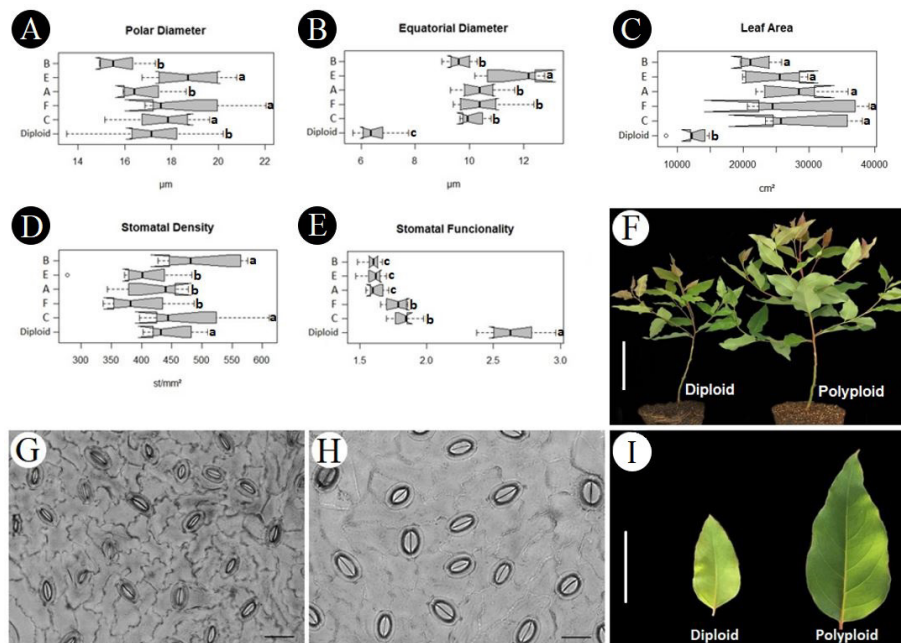 A
Polar Diameter
B b
E a
A b
F a
C a
Diploid b
14 16 18 20 22
µm
B
Equatorial Diameter
B b
E a
A b
F b
C b
Diploid c
6 8 10 12
µm
C
Leaf Area
B a
E a
A a
F a
C a
Diploid b
10000 20000 30000 40000
cm²
D
Stomatal Density
B a
E b
A b
F b
C a
Diploid a
300 350 400 450 500 550 600
st/mm²
E
Stomatal Funcionality
B c
E c
A c
F b
C b
Diploid a
1.5 2.0 2.5 3.0
F
Diploid
Polyploid
G
H
I
Diploid
Polyploid